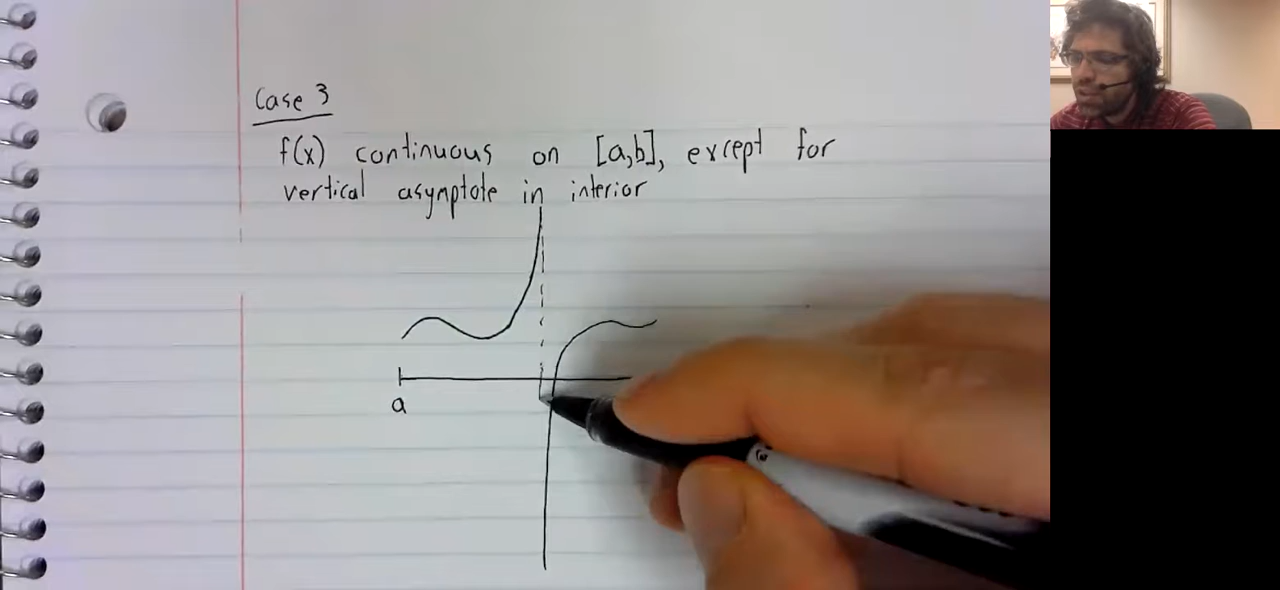 Case 3
f(x) continuous on [a,b], except for
vertical asymptote in interior
a